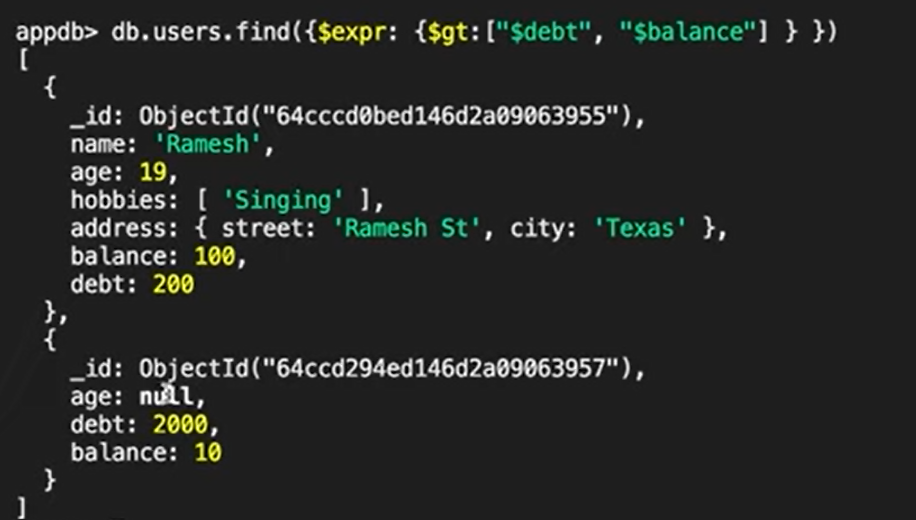 appdb> db.users.find({$expr: {$gt:["$debt", "$balance"] } })
[
  {
    _id: ObjectId("64cccd0bed146d2a09063955"),
    name: 'Ramesh',
    age: 19,
    hobbies: [ 'Singing' ],
    address: { street: 'Ramesh St', city: 'Texas' },
    balance: 100,
    debt: 200
  },
  {
    _id: ObjectId("64ccd294ed146d2a09063957"),
    age: null,
    debt: 2000,
    balance: 10
  }
]